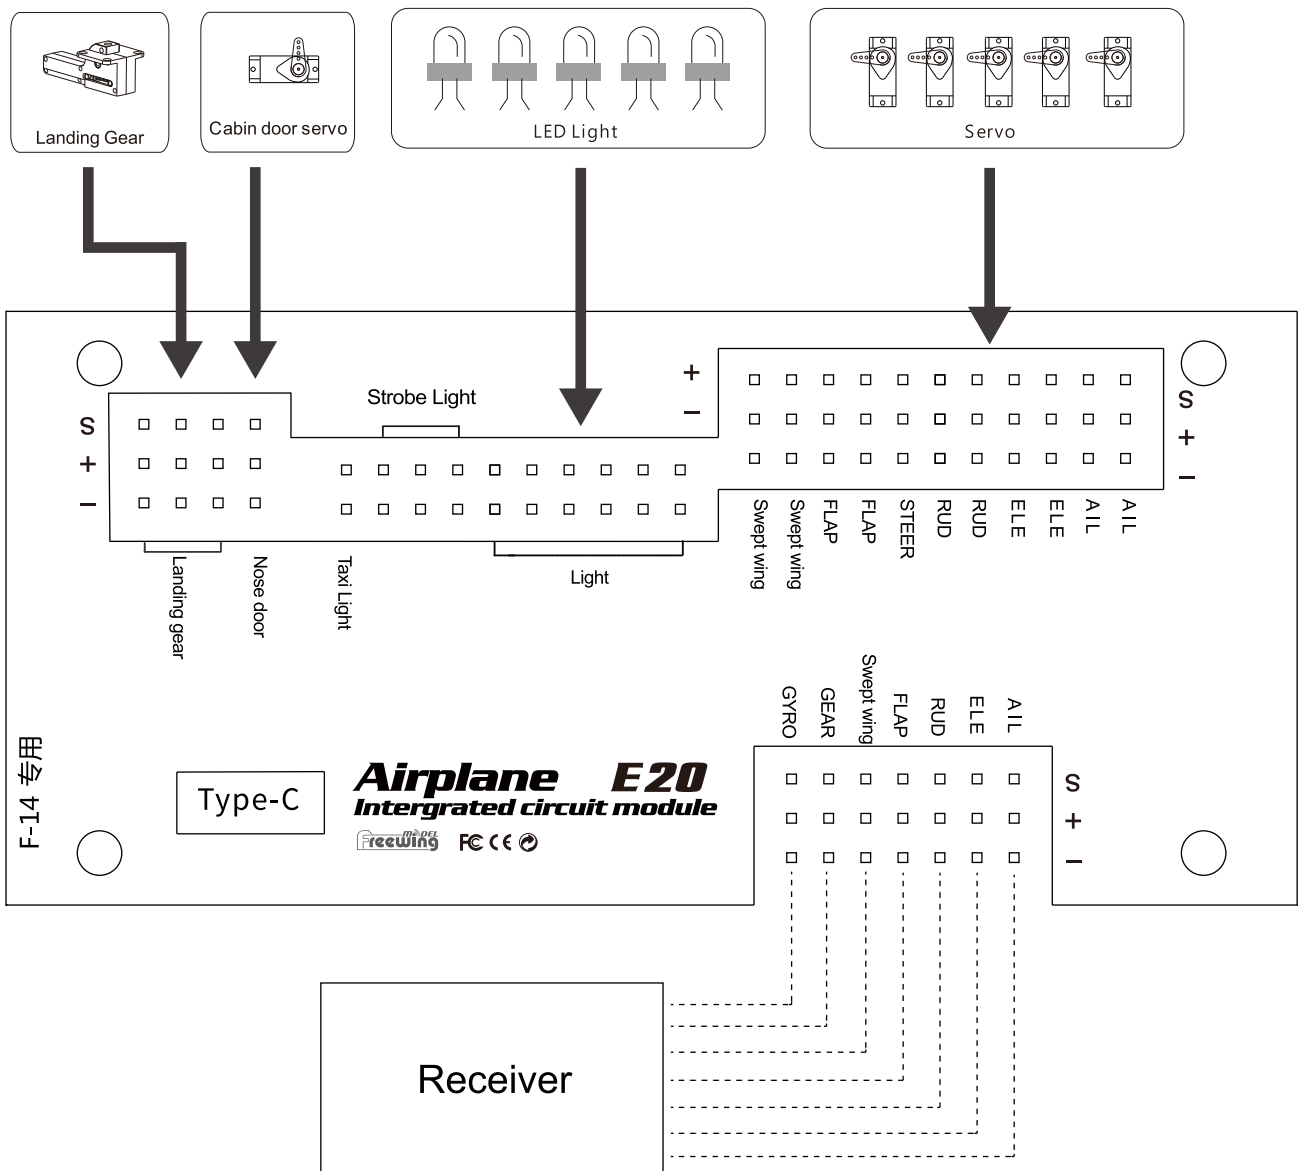 Landing Gear
Cabin door servo
LED Light
Servo
Strobe Light
+
−
S
+
−
S
+
−
Landing gear
Nose door
Taxi Light
Light
Swept wing
Swept wing
FLAP
FLAP
STEER
RUD
RUD
ELE
ELE
AIL
AIL
GYRO
GEAR
Swept wing
FLAP
RUD
ELE
AIL
S
+
−
F-14 专用
Type-C
Airplane E20
Intergrated circuit module
Freewing MODEL
FC CE
Receiver